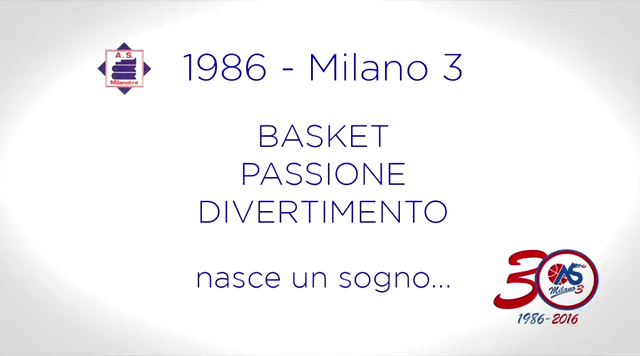 A. S.
Milanotre
1986 - Milano 3
BASKET
PASSIONE
DIVERTIMENTO
nasce un sogno...
30
AS
Milano 3
1986-2016